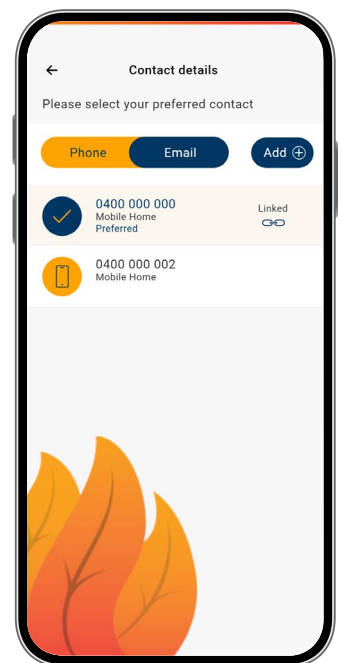 Contact details
Please select your preferred contact
Phone Email Add
0400 000 000
Mobile Home
Preferred
Linked
0400 000 002
Mobile Home